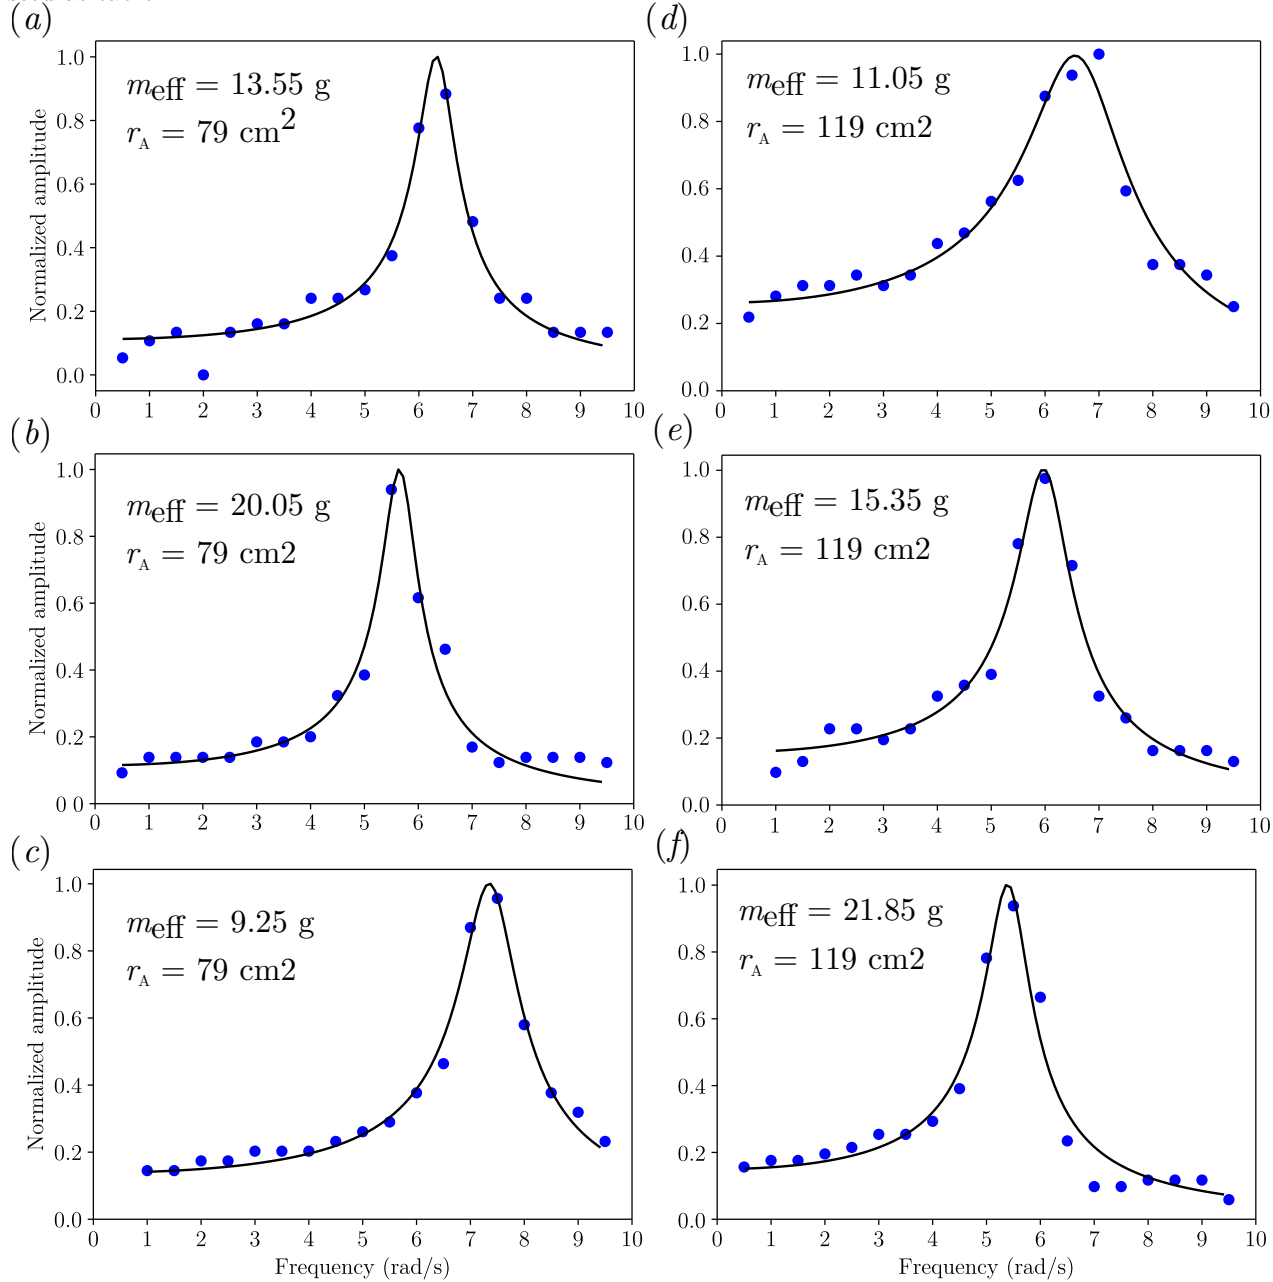 (a)
m_eff = 13.55 g
r_A = 79 cm²
Normalized amplitude
1.0
0.8
0.6
0.4
0.2
0.0
0 1 2 3 4 5 6 7 8 9 10
(b)
m_eff = 20.05 g
r_A = 79 cm2
Normalized amplitude
1.0
0.8
0.6
0.4
0.2
0 0
0 1 2 3 4 5 6 7 8 9 10
(c)
m_eff = 9.25 g
r_A = 79 cm2
Normalized amplitude
1.0
0.8
0.6
0.4
0.2
0.0
0 1 2 3 4 5 6 7 8 9 10
Frequency (rad/s)
(d)
m_eff = 11.05 g
r_A = 119 cm2
1.0
0.8
0.6
0.4
0.2
0.0
0 1 2 3 4 5 6 7 8 9 10
(e)
m_eff = 15.35 g
r_A = 119 cm2
1.0
0.8
0.6
0.4
0.2
0.0
0 1 2 3 4 5 6 7 8 9 10
(f)
m_eff = 21.85 g
r_A = 119 cm2
1.0
0.8
0.6
0.4
0.2
0.0
0 1 2 3 4 5 6 7 8 9 10
Frequency (rad/s)